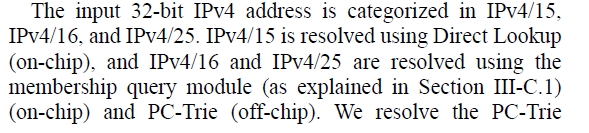 The input 32-bit IPv4 address is categorized in IPv4/15,
IPv4/16, and IPv4/25. IPv4/15 is resolved using Direct Lookup
(on-chip), and IPv4/16 and IPv4/25 are resolved using the
membership query module (as explained in Section III-C.1)
(on-chip) and PC-Trie (off-chip). We resolve the PC-Trie